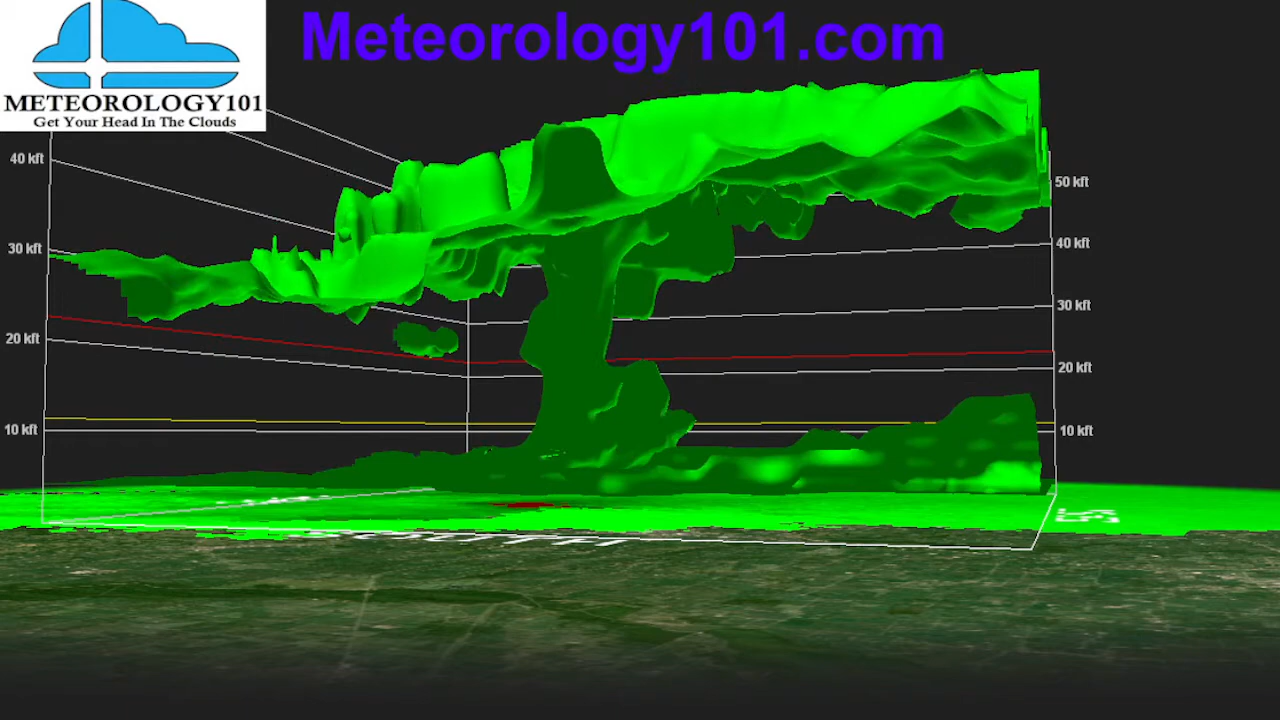 Meteorology101.com
METEOROLOGY101
Get Your Head In The Clouds
40 kft
30 kft
20 kft
10 kft
50 kft
40 kft
30 kft
20 kft
10 kft
SOUTH